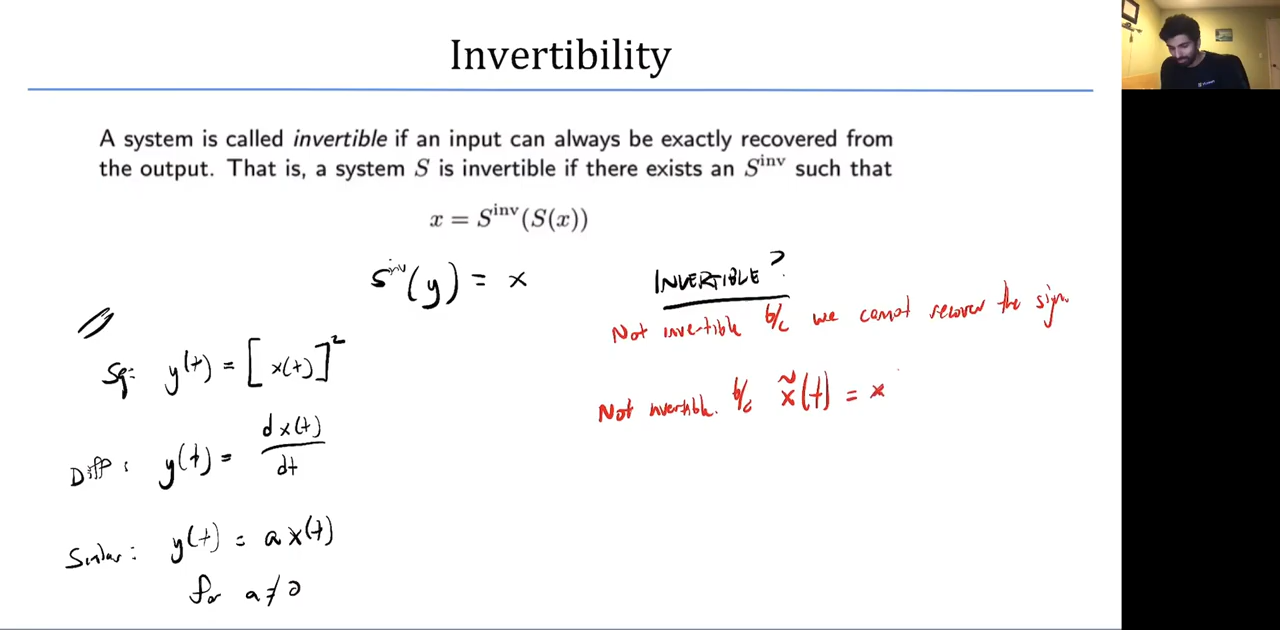 Invertibility
A system is called invertible if an input can always be exactly recovered from
the output. That is, a system S is invertible if there exists an S^inv such that
x = S^inv(S(x))
S^inv(y) = x
INVERTIBLE?
Not invertible b/c we cannot recover the sign
Sq: y(t) = [x(t)]^2
Not invertible. b/c x̃(t) = x
Diff: y(t) = dx(t)/dt
y(t) = a x(t)
for a ≠ 0